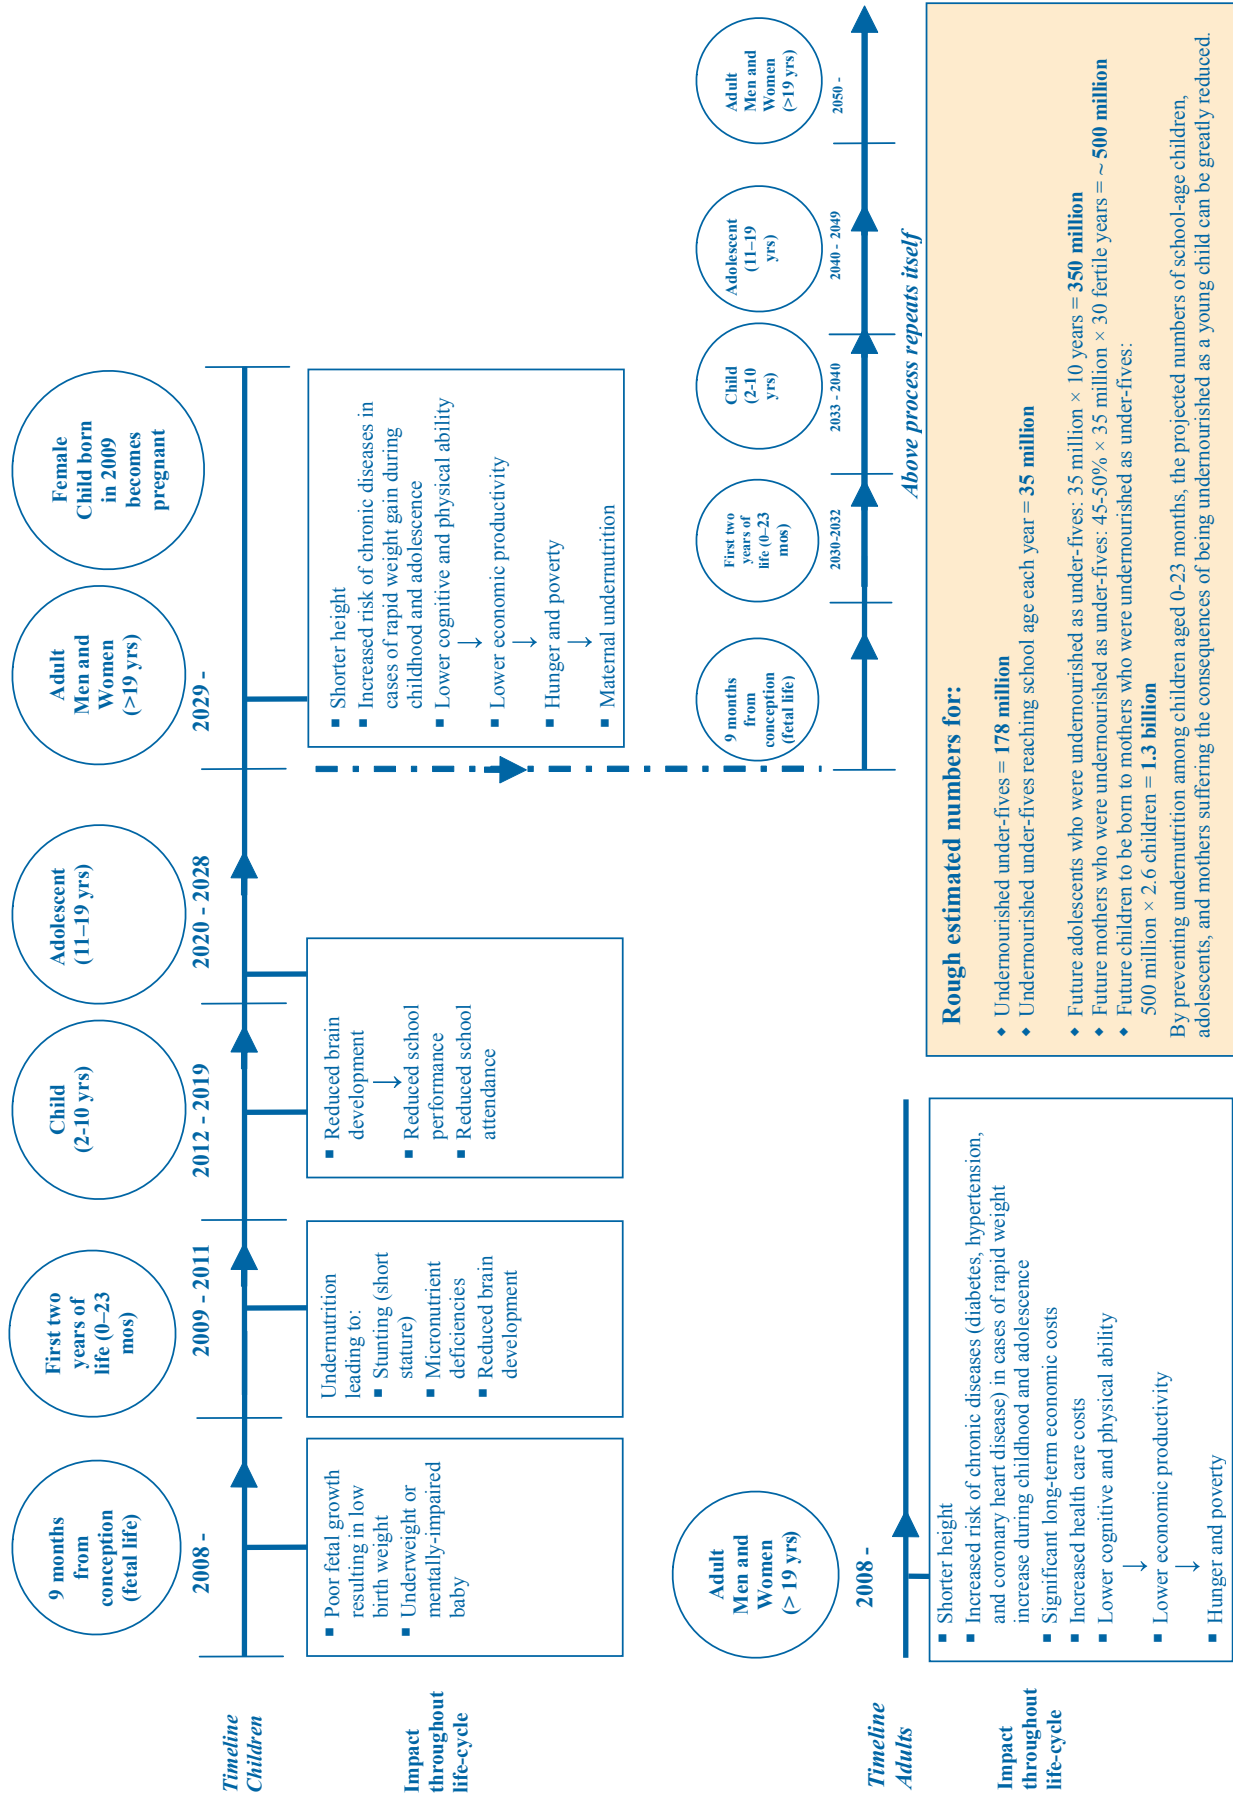 Timeline
Children
9 months
from
conception
(fetal life)
2008 -
First two
years of
life (0–23
mos)
2009 - 2011
Child
(2-10 yrs)
2012 - 2019
Adolescent
(11–19 yrs)
2020 - 2028
Adult
Men and
Women
(>19 yrs)
2029 -
Female
Child born
in 2009
becomes
pregnant
Impact
throughout
life-cycle
▪ Poor fetal growth
resulting in low
birth weight
▪ Underweight or
mentally-impaired
baby
Undernutrition
leading to:
▪ Stunting (short
stature)
▪ Micronutrient
deficiencies
▪ Reduced brain
development
▪ Reduced brain
development
↓
▪ Reduced school
performance
▪ Reduced school
attendance
▪ Shorter height
▪ Increased risk of chronic diseases in
cases of rapid weight gain during
childhood and adolescence
▪ Lower cognitive and physical ability
↓
▪ Lower economic productivity
↓
▪ Hunger and poverty
↓
▪ Maternal undernutrition
9 months
from
conception
(fetal life)
First two
years of
life (0–23
mos)
2030-2032
Child
(2-10
yrs)
2033 - 2040
Adolescent
(11–19
yrs)
2040 - 2049
Adult
Men and
Women
(>19 yrs)
2050 -
Above process repeats itself
Timeline
Adults
Adult
Men and
Women
(> 19 yrs)
2008 -
Impact
throughout
life-cycle
▪ Shorter height
▪ Increased risk of chronic diseases (diabetes, hypertension,
and coronary heart disease) in cases of rapid weight
increase during childhood and adolescence
▪ Significant long-term economic costs
▪ Increased health care costs
▪ Lower cognitive and physical ability
↓
▪ Lower economic productivity
↓
▪ Hunger and poverty
Rough estimated numbers for:
◆ Undernourished under-fives = 178 million
◆ Undernourished under-fives reaching school age each year = 35 million
◆ Future adolescents who were undernourished as under-fives: 35 million × 10 years = 350 million
◆ Future mothers who were undernourished as under-fives: 45-50% × 35 million × 30 fertile years = ~ 500 million
◆ Future children to be born to mothers who were undernourished as under-fives:
500 million × 2.6 children = 1.3 billion
By preventing undernutrition among children aged 0-23 months, the projected numbers of school-age children,
adolescents, and mothers suffering the consequences of being undernourished as a young child can be greatly reduced.